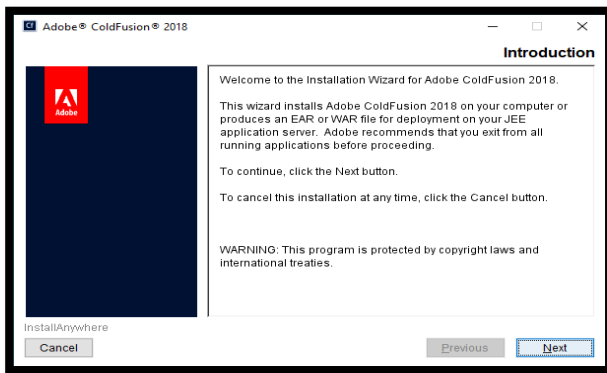 Adobe® ColdFusion® 2018
Introduction
Adobe
Welcome to the Installation Wizard for Adobe ColdFusion 2018.
This wizard installs Adobe ColdFusion 2018 on your computer or
produces an EAR or WAR file for deployment on your JEE
application server. Adobe recommends that you exit from all
running applications before proceeding.
To continue, click the Next button.
To cancel this installation at any time, click the Cancel button.
WARNING: This program is protected by copyright laws and
international treaties.
InstallAnywhere
Cancel
Previous
Next